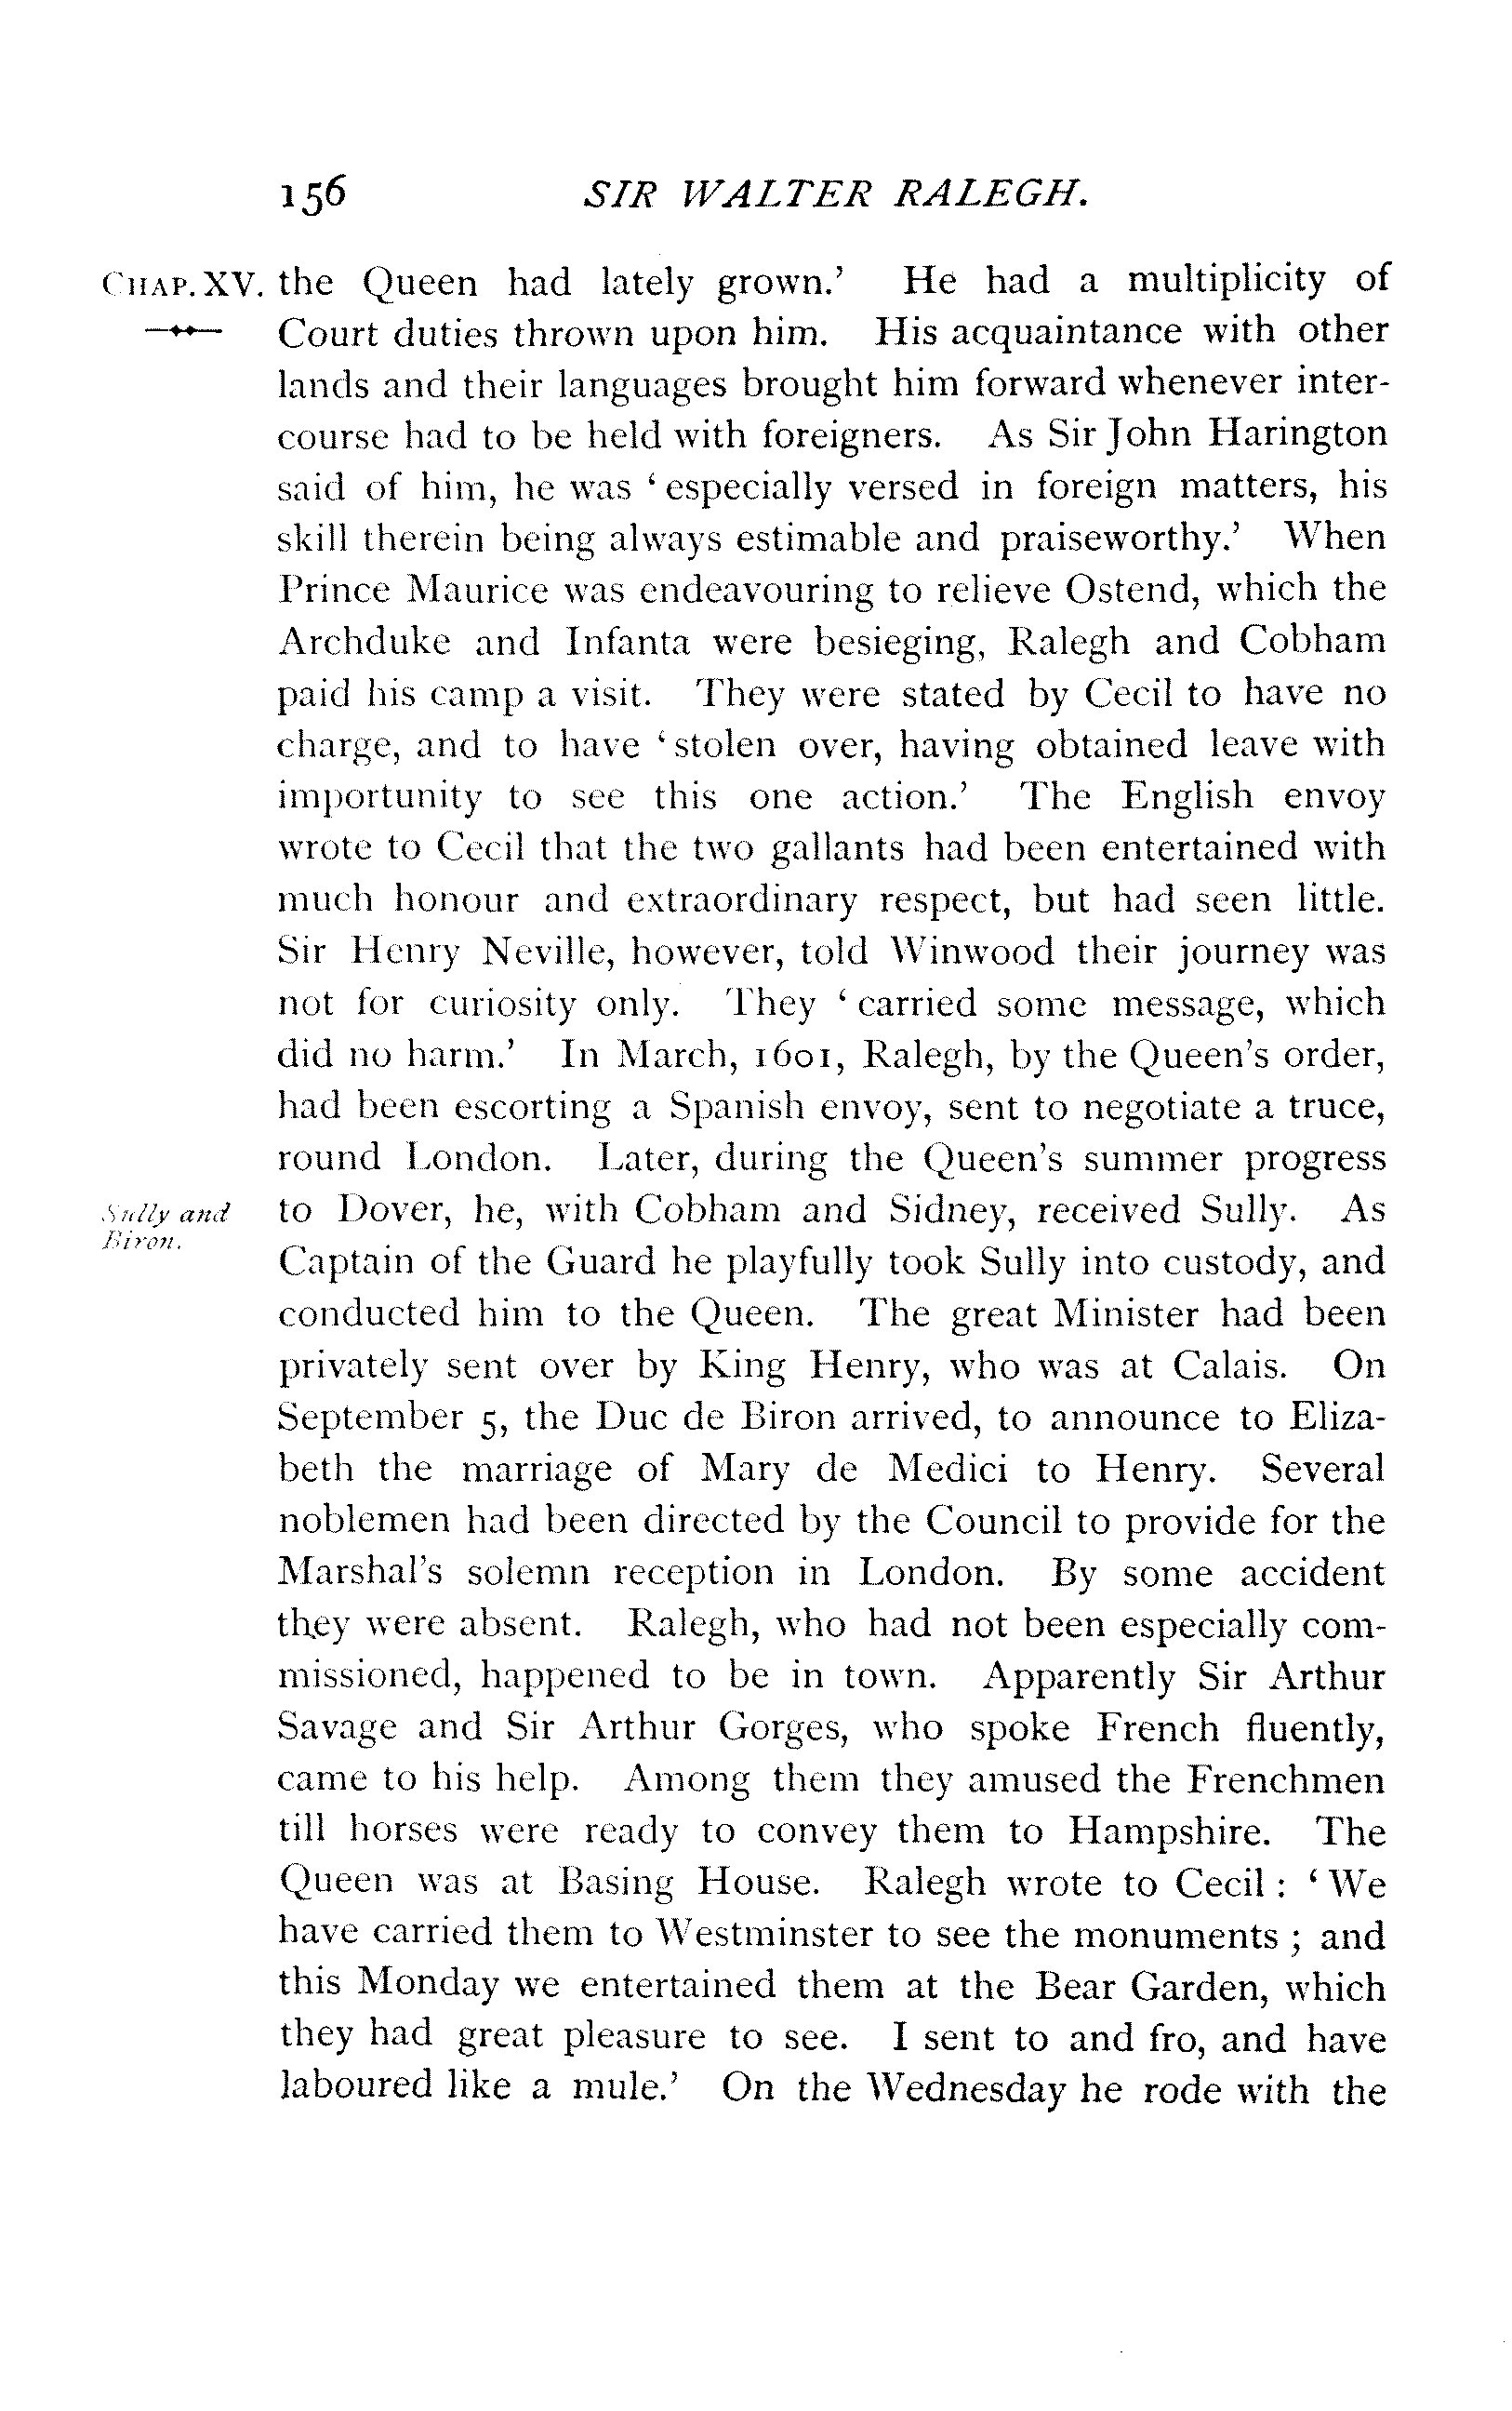 156 SIR WALTER RALEGH.
CHAP. XV. the Queen had lately grown.' He had a multiplicity of
Court duties thrown upon him. His acquaintance with other
lands and their languages brought him forward whenever inter-
course had to be held with foreigners. As Sir John Harington
said of him, he was 'especially versed in foreign matters, his
skill therein being always estimable and praiseworthy.' When
Prince Maurice was endeavouring to relieve Ostend, which the
Archduke and Infanta were besieging, Ralegh and Cobham
paid his camp a visit. They were stated by Cecil to have no
charge, and to have 'stolen over, having obtained leave with
importunity to see this one action.' The English envoy
wrote to Cecil that the two gallants had been entertained with
much honour and extraordinary respect, but had seen little.
Sir Henry Neville, however, told Winwood their journey was
not for curiosity only. They 'carried some message, which
did no harm.' In March, 1601, Ralegh, by the Queen's order,
had been escorting a Spanish envoy, sent to negotiate a truce,
round London. Later, during the Queen's summer progress
Sully and to Dover, he, with Cobham and Sidney, received Sully. As
Biron.
Captain of the Guard he playfully took Sully into custody, and
conducted him to the Queen. The great Minister had been
privately sent over by King Henry, who was at Calais. On
September 5, the Duc de Biron arrived, to announce to Eliza-
beth the marriage of Mary de Medici to Henry. Several
noblemen had been directed by the Council to provide for the
Marshal's solemn reception in London. By some accident
they were absent. Ralegh, who had not been especially com-
missioned, happened to be in town. Apparently Sir Arthur
Savage and Sir Arthur Gorges, who spoke French fluently,
came to his help. Among them they amused the Frenchmen
till horses were ready to convey them to Hampshire. The
Queen was at Basing House. Ralegh wrote to Cecil : 'We
have carried them to Westminster to see the monuments ; and
this Monday we entertained them at the Bear Garden, which
they had great pleasure to see. I sent to and fro, and have
laboured like a mule.' On the Wednesday he rode with the